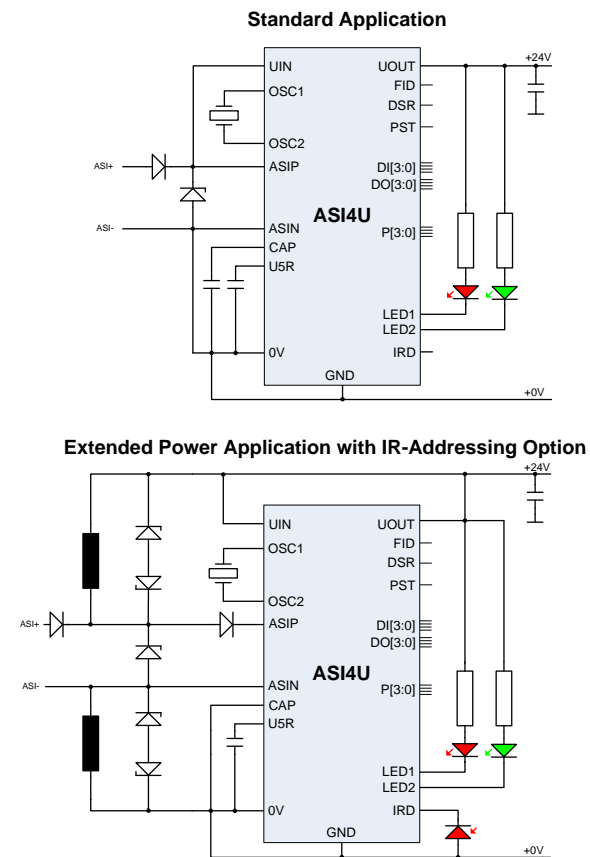 Standard Application
+24V
UIN
UOUT
OSC1
FID
DSR
PST
OSC2
ASI+
ASIP
DI[3:0]
DO[3:0]
ASI4U
ASI-
ASIN
P[3:0]
CAP
U5R
LED1
LED2
0V
IRD
GND
+0V
Extended Power Application with IR-Addressing Option
+24V
UIN
UOUT
OSC1
FID
DSR
PST
OSC2
ASI+
ASIP
DI[3:0]
DO[3:0]
ASI4U
ASI-
ASIN
P[3:0]
CAP
U5R
LED1
LED2
0V
IRD
GND
+0V